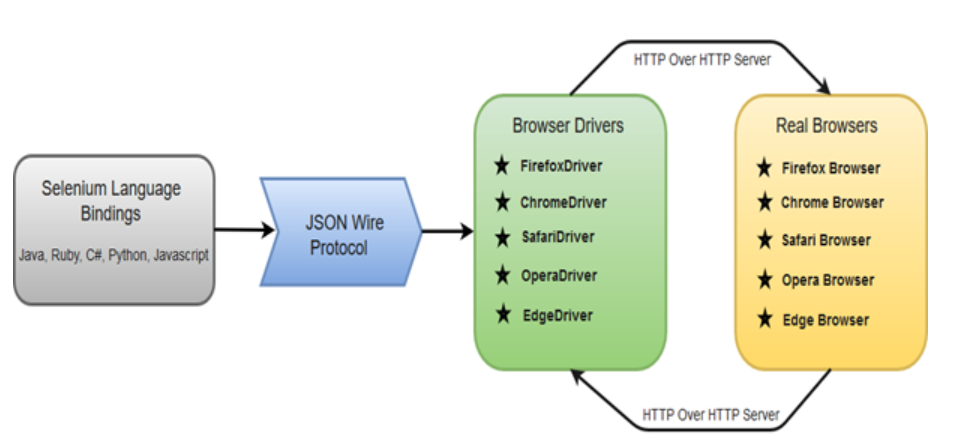 HTTP Over HTTP Server
Browser Drivers
FirefoxDriver
ChromeDriver
SafariDriver
OperaDriver
EdgeDriver
Real Browsers
Firefox Browser
Chrome Browser
Safari Browser
Opera Browser
Edge Browser
Selenium Language
Bindings
Java, Ruby, C#, Python, Javascript
JSON Wire
Protocol
HTTP Over HTTP Server